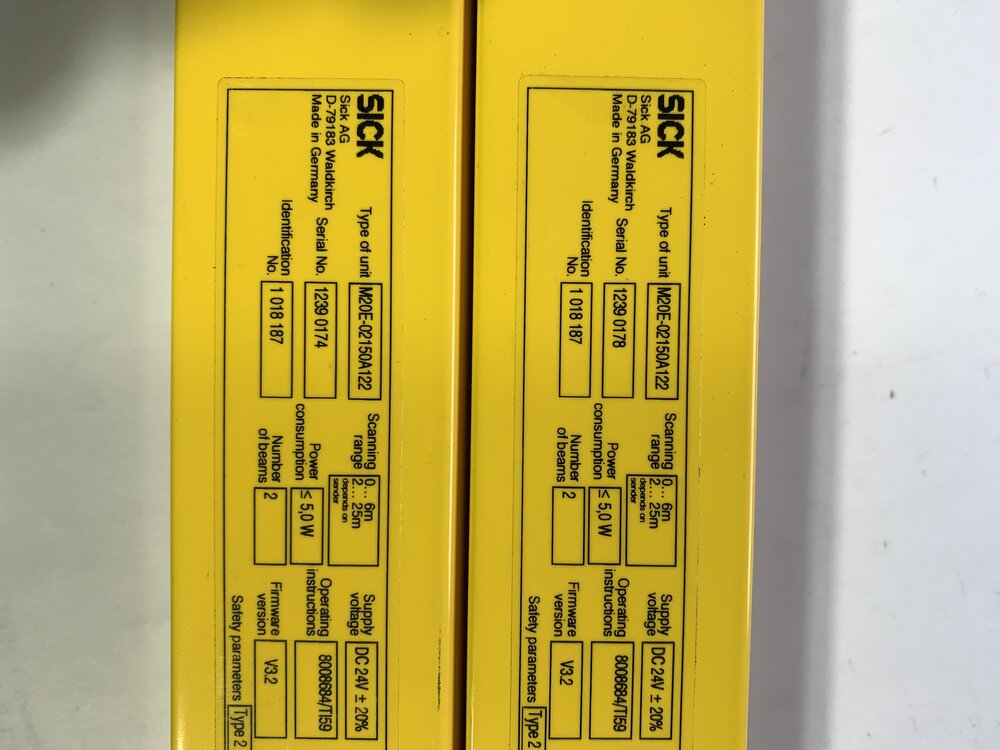 SICK
Sick AG
D-79183 Waldkirch
Made in Germany
Type of unit M20E-02150A122
Serial No. 1239 0178
Identification
No. 1 018 187
Scanning
range
0... 6m
2... 25m
depends on
sender
Power
consumption ≤ 5,0 W
Number
of beams 2
Supply
voltage DC 24V ± 20%
Operating
instructions 8008684/TI59
Firmware
version V3.2
Safety parameters Type 2
SICK
Sick AG
D-79183 Waldkirch
Made in Germany
Type of unit M20E-02150A122
Serial No. 1239 0174
Identification
No. 1 018 187
Scanning
range
0... 6m
2... 25m
depends on
sender
Power
consumption ≤ 5,0 W
Number
of beams 2
Supply
voltage DC 24V ± 20%
Operating
instructions 8008684/TI59
Firmware
version V3.2
Safety parameters Type 2